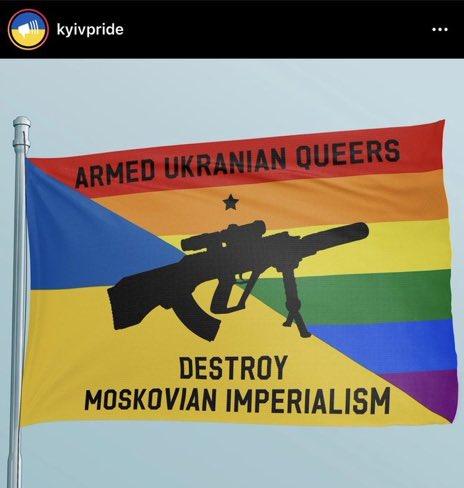 kyivpride
ARMED UKRANIAN QUEERS
DESTROY
MOSKOVIAN IMPERIALISM